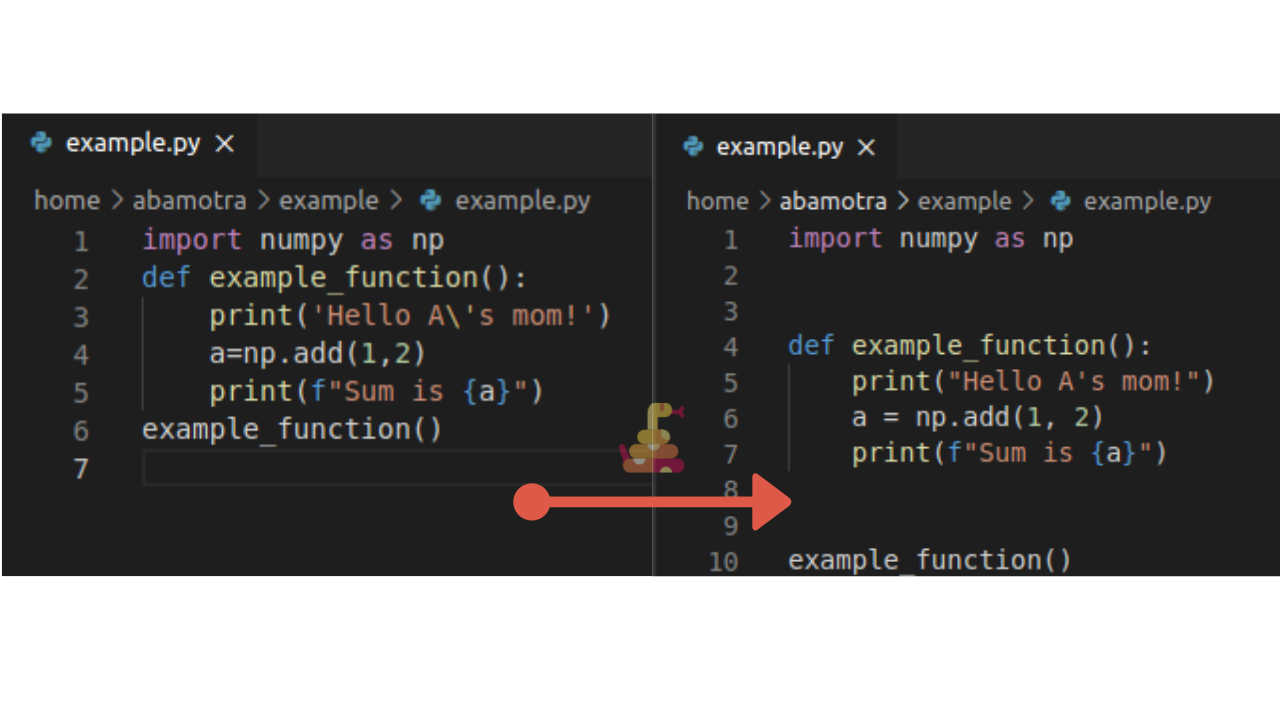 example.py ×
home > abamotra > example > example.py
1 import numpy as np
2 def example_function():
3     print('Hello A\'s mom!')
4     a=np.add(1,2)
5     print(f"Sum is {a}")
6 example_function()
7
example.py ×
home > abamotra > example > example.py
1 import numpy as np
2
3
4 def example_function():
5     print("Hello A's mom!")
6     a = np.add(1, 2)
7     print(f"Sum is {a}")
8
9
10 example_function()